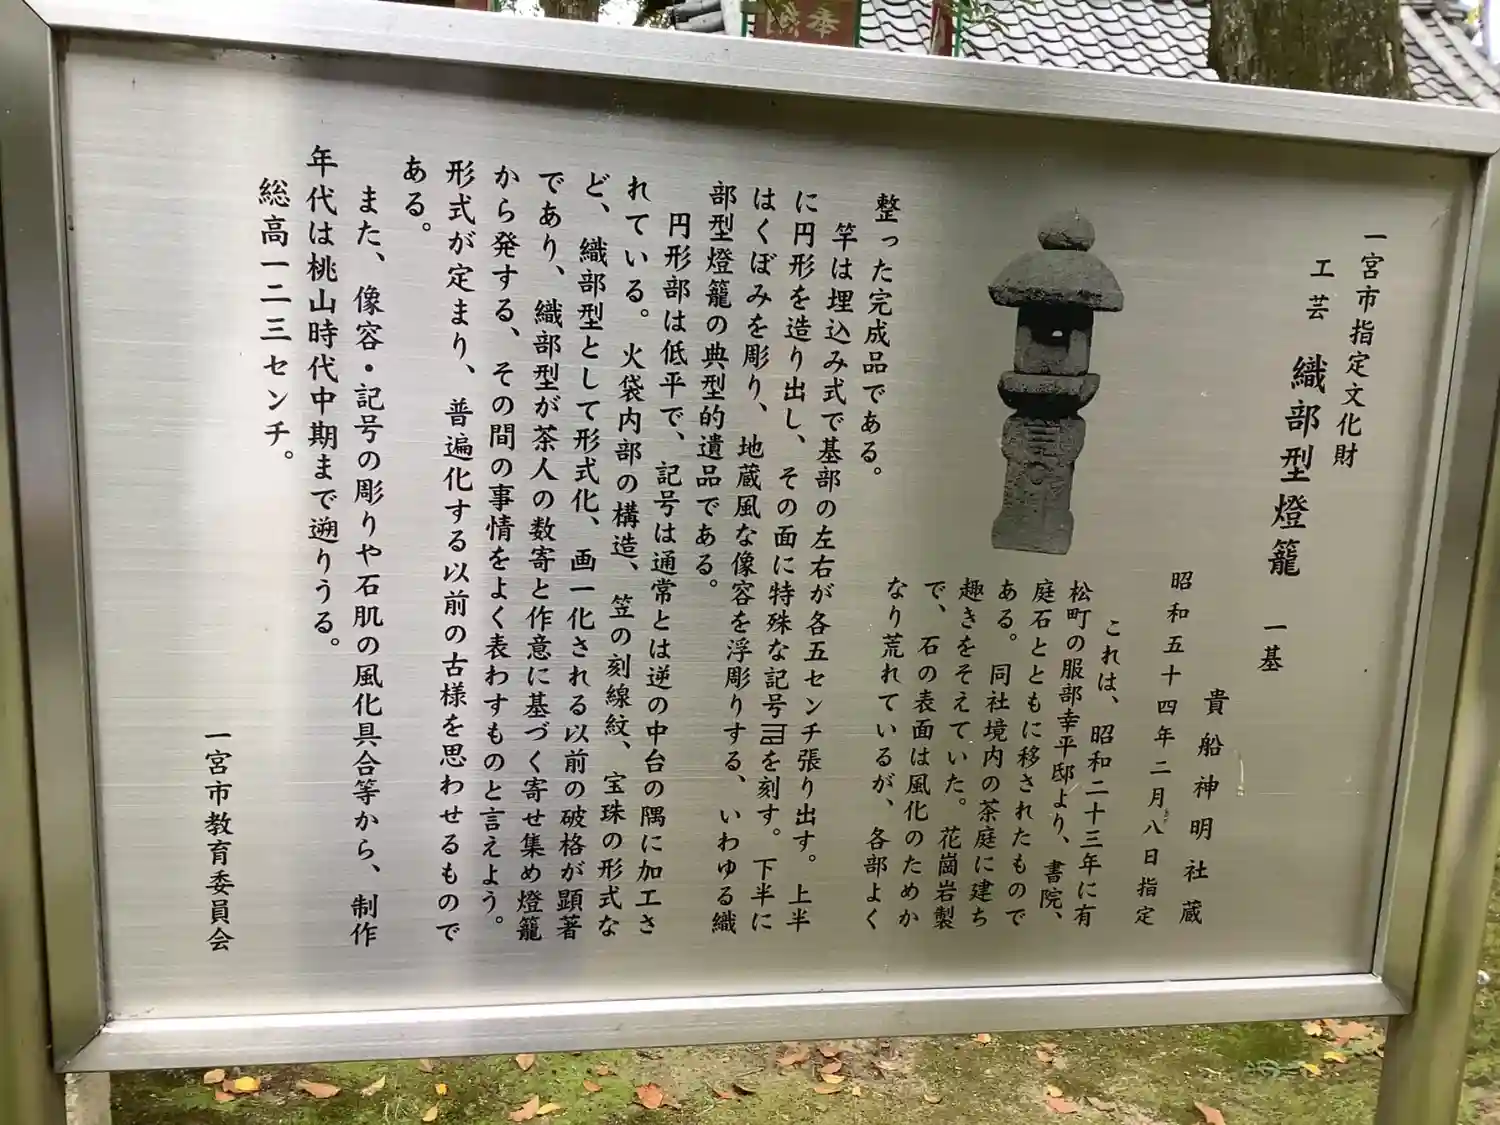 一宮市指定文化財
工芸 織部型燈籠 一基
貴船神明社蔵
昭和五十四年二月八日指定
これは、昭和二十三年に有
松町の服部幸平邸より、書院、
庭石とともに移されたもので
ある。同社境内の茶庭に建ち
趣きをそえていた。花崗岩製
で、石の表面は風化のためか
なり荒れているが、各部よく
整った完成品である。
竿は埋込み式で基部の左右が各五センチ張り出す。上半
に円形を造り出し、その面に特殊な記号を刻す。下半に
はくぼみを彫り、地蔵風な像容を浮彫りする、いわゆる織
部型燈籠の典型的遺品である。
円形部は低平で、記号は通常とは逆の中台の隅に加工さ
れている。火袋内部の構造、笠の刻線紋、宝珠の形式な
ど、織部型として形式化、画一化される以前の破格が顕著
であり、織部型が茶人の数寄と作意に基づく寄せ集め燈籠
から発する、その間の事情をよく表わすものと言えよう。
形式が定まり、普遍化する以前の古様を思わせるもので
ある。
また、像容・記号の彫りや石肌の風化具合等から、制作
年代は桃山時代中期まで遡りうる。
総高一二三センチ。
一宮市教育委員会
奉